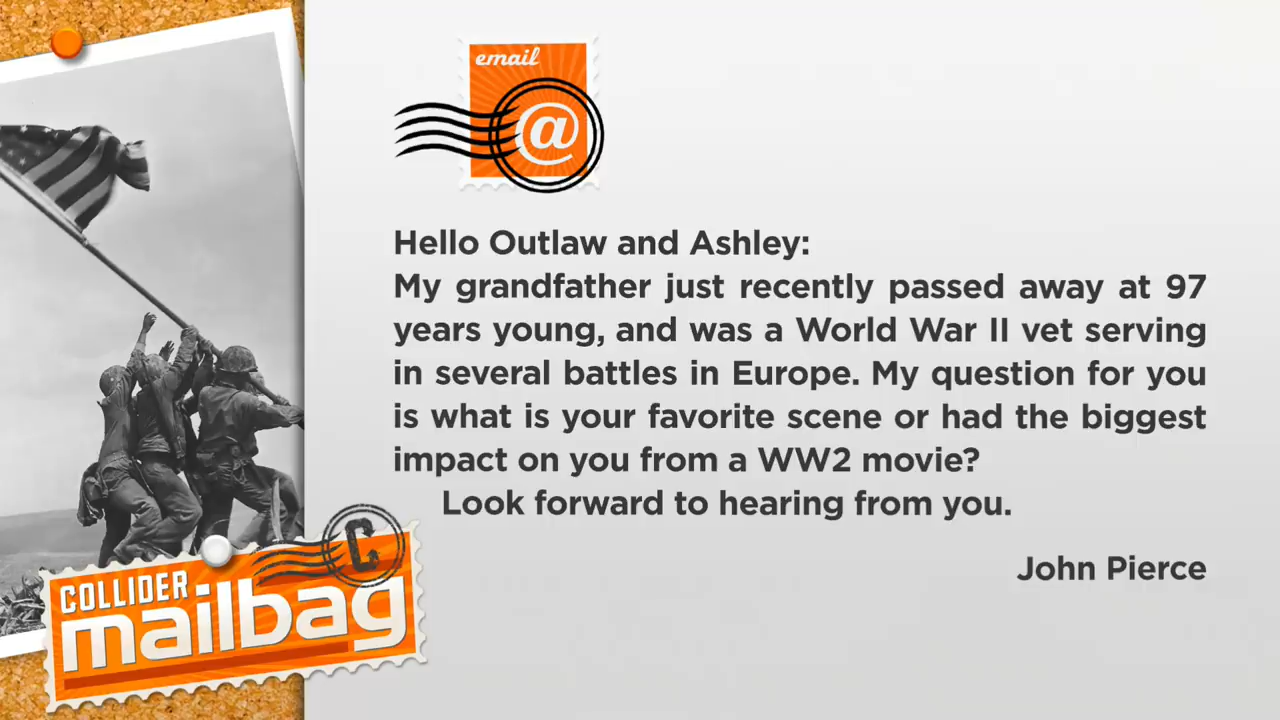 email
@
Hello Outlaw and Ashley:
My grandfather just recently passed away at 97
years young, and was a World War II vet serving
in several battles in Europe. My question for you
is what is your favorite scene or had the biggest
impact on you from a WW2 movie?
Look forward to hearing from you.
John Pierce
C
COLLIDER
mailbag